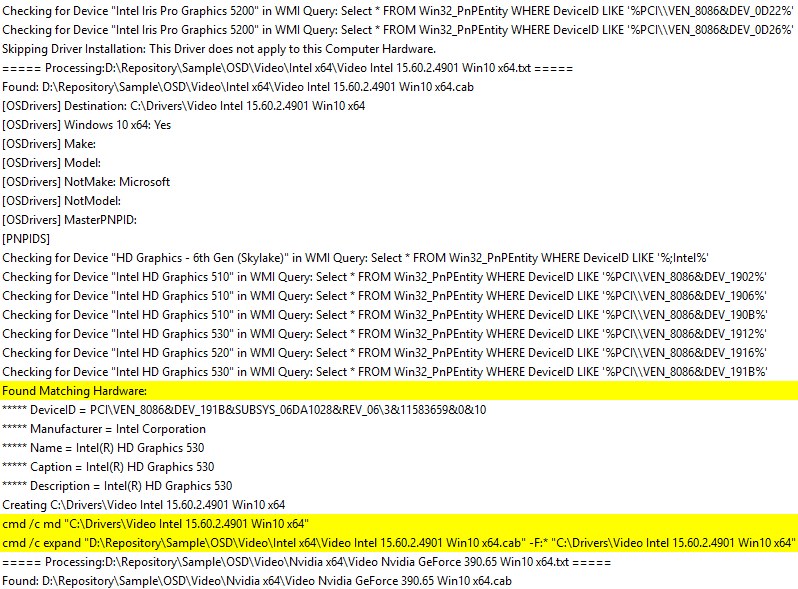 Checking for Device "Intel Iris Pro Graphics 5200" in WMI Query: Select * FROM Win32_PnPEntity WHERE DeviceID LIKE '%PCI\\VEN_8086&DEV_0D22%'
Checking for Device "Intel Iris Pro Graphics 5200" in WMI Query: Select * FROM Win32_PnPEntity WHERE DeviceID LIKE '%PCI\\VEN_8086&DEV_0D26%'
Skipping Driver Installation: This Driver does not apply to this Computer Hardware.
===== Processing:D:\Repository\Sample\OSD\Video\Intel x64\Video Intel 15.60.2.4901 Win10 x64.txt =====
Found: D:\Repository\Sample\OSD\Video\Intel x64\Video Intel 15.60.2.4901 Win10 x64.cab
[OSDrivers] Destination: C:\Drivers\Video Intel 15.60.2.4901 Win10 x64
[OSDrivers] Windows 10 x64: Yes
[OSDrivers] Make:
[OSDrivers] Model:
[OSDrivers] NotMake: Microsoft
[OSDrivers] NotModel:
[OSDrivers] MasterPNPID:
[PNPIDS]
Checking for Device "HD Graphics - 6th Gen (Skylake)" in WMI Query: Select * FROM Win32_PnPEntity WHERE DeviceID LIKE '%;Intel%'
Checking for Device "Intel HD Graphics 510" in WMI Query: Select * FROM Win32_PnPEntity WHERE DeviceID LIKE '%PCI\\VEN_8086&DEV_1902%'
Checking for Device "Intel HD Graphics 510" in WMI Query: Select * FROM Win32_PnPEntity WHERE DeviceID LIKE '%PCI\\VEN_8086&DEV_1906%'
Checking for Device "Intel HD Graphics 510" in WMI Query: Select * FROM Win32_PnPEntity WHERE DeviceID LIKE '%PCI\\VEN_8086&DEV_190B%'
Checking for Device "Intel HD Graphics 530" in WMI Query: Select * FROM Win32_PnPEntity WHERE DeviceID LIKE '%PCI\\VEN_8086&DEV_1912%'
Checking for Device "Intel HD Graphics 520" in WMI Query: Select * FROM Win32_PnPEntity WHERE DeviceID LIKE '%PCI\\VEN_8086&DEV_1916%'
Checking for Device "Intel HD Graphics 530" in WMI Query: Select * FROM Win32_PnPEntity WHERE DeviceID LIKE '%PCI\\VEN_8086&DEV_191B%'
Found Matching Hardware:
***** DeviceID = PCI\VEN_8086&DEV_191B&SUBSYS_06DA1028&REV_06\3&11583659&0&10
***** Manufacturer = Intel Corporation
***** Name = Intel(R) HD Graphics 530
***** Caption = Intel(R) HD Graphics 530
***** Description = Intel(R) HD Graphics 530
Creating C:\Drivers\Video Intel 15.60.2.4901 Win10 x64
cmd /c md "C:\Drivers\Video Intel 15.60.2.4901 Win10 x64"
cmd /c expand "D:\Repository\Sample\OSD\Video\Intel x64\Video Intel 15.60.2.4901 Win10 x64.cab" -F:* "C:\Drivers\Video Intel 15.60.2.4901 Win10 x64"
===== Processing:D:\Repository\Sample\OSD\Video\Nvidia x64\Video Nvidia GeForce 390.65 Win10 x64.txt =====
Found: D:\Repository\Sample\OSD\Video\Nvidia x64\Video Nvidia GeForce 390.65 Win10 x64.cab